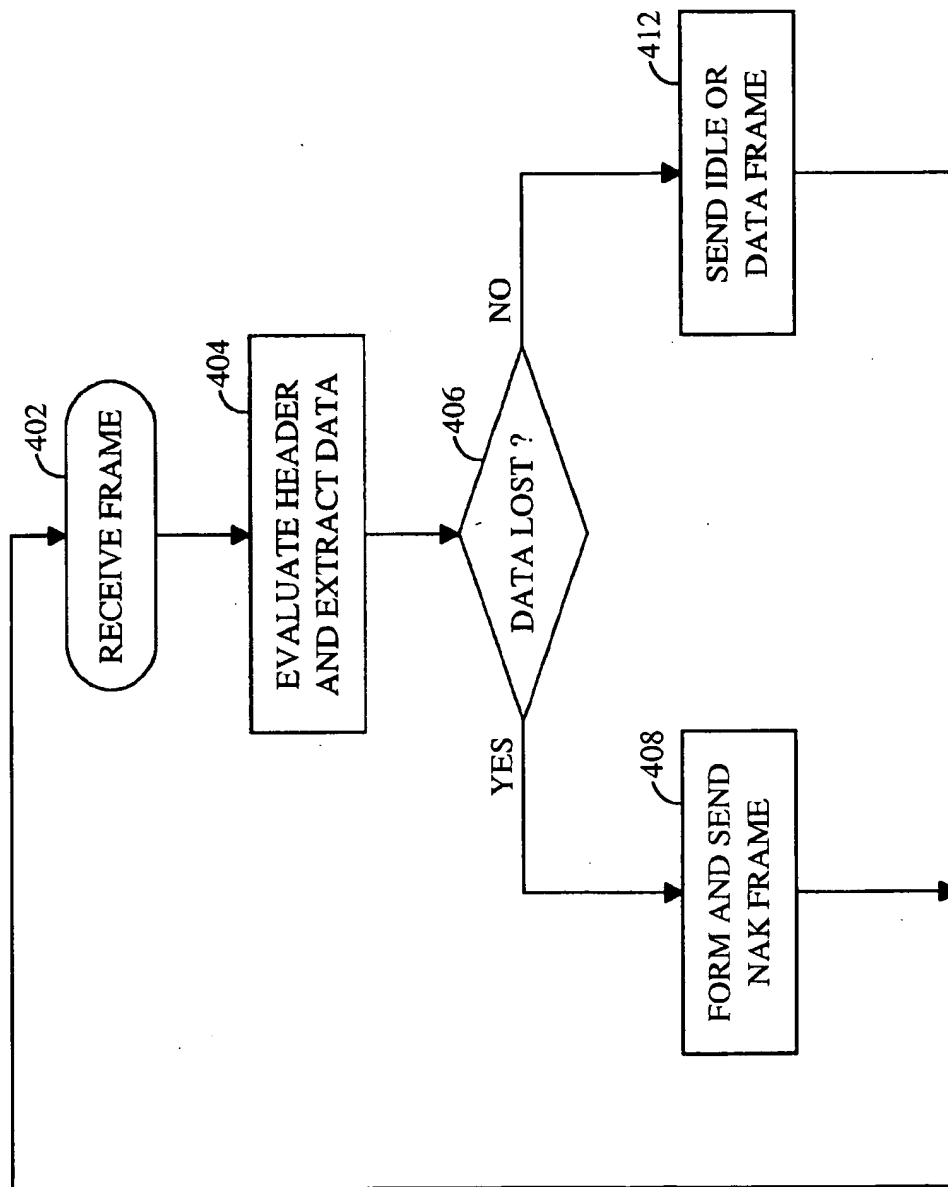 402
RECEIVE FRAME
404
EVALUATE HEADER
AND EXTRACT DATA
406
DATA LOST ?
YES
NO
408
FORM AND SEND
NAK FRAME
412
SEND IDLE OR
DATA FRAME